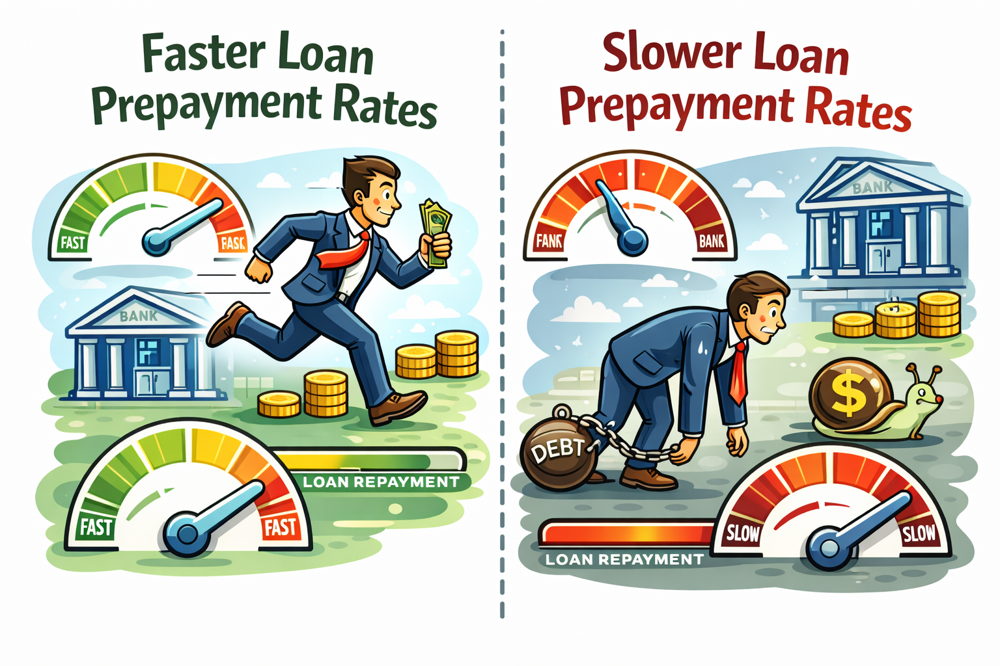 Faster Loan
Prepayment Rates
FAST
FASK
BANK
LOAN REPAYMENT
FAST
FAST
Slower Loan
Prepayment Rates
FANK
BANK
BANK
$
DEBT
SLOW
SLOW
LOAN REPAYMENT